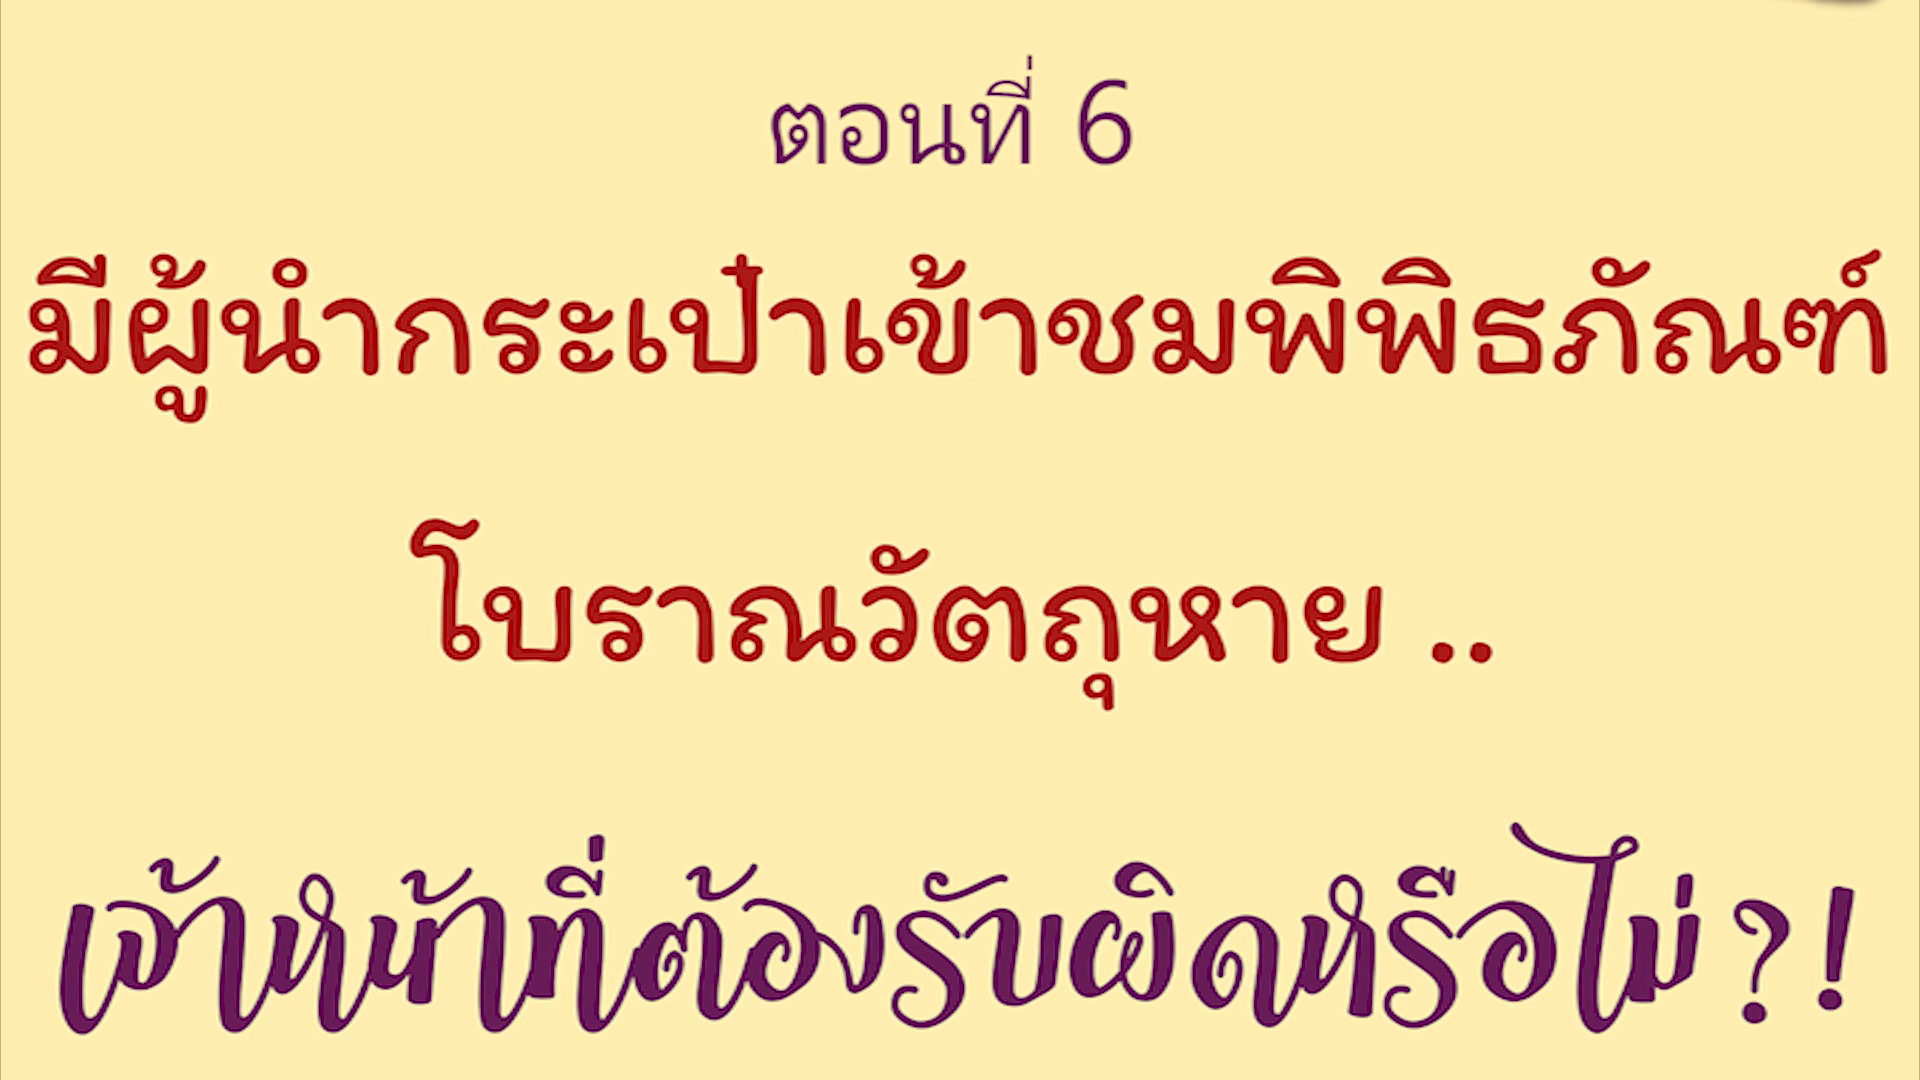 ตอนที่ 6
มีผู้นำกระเป๋าเข้าชมพิพิธภัณฑ์
โบราณวัตถุหาย ..
เจ้าหน้าที่ต้องรับผิดหรือไม่ ?!